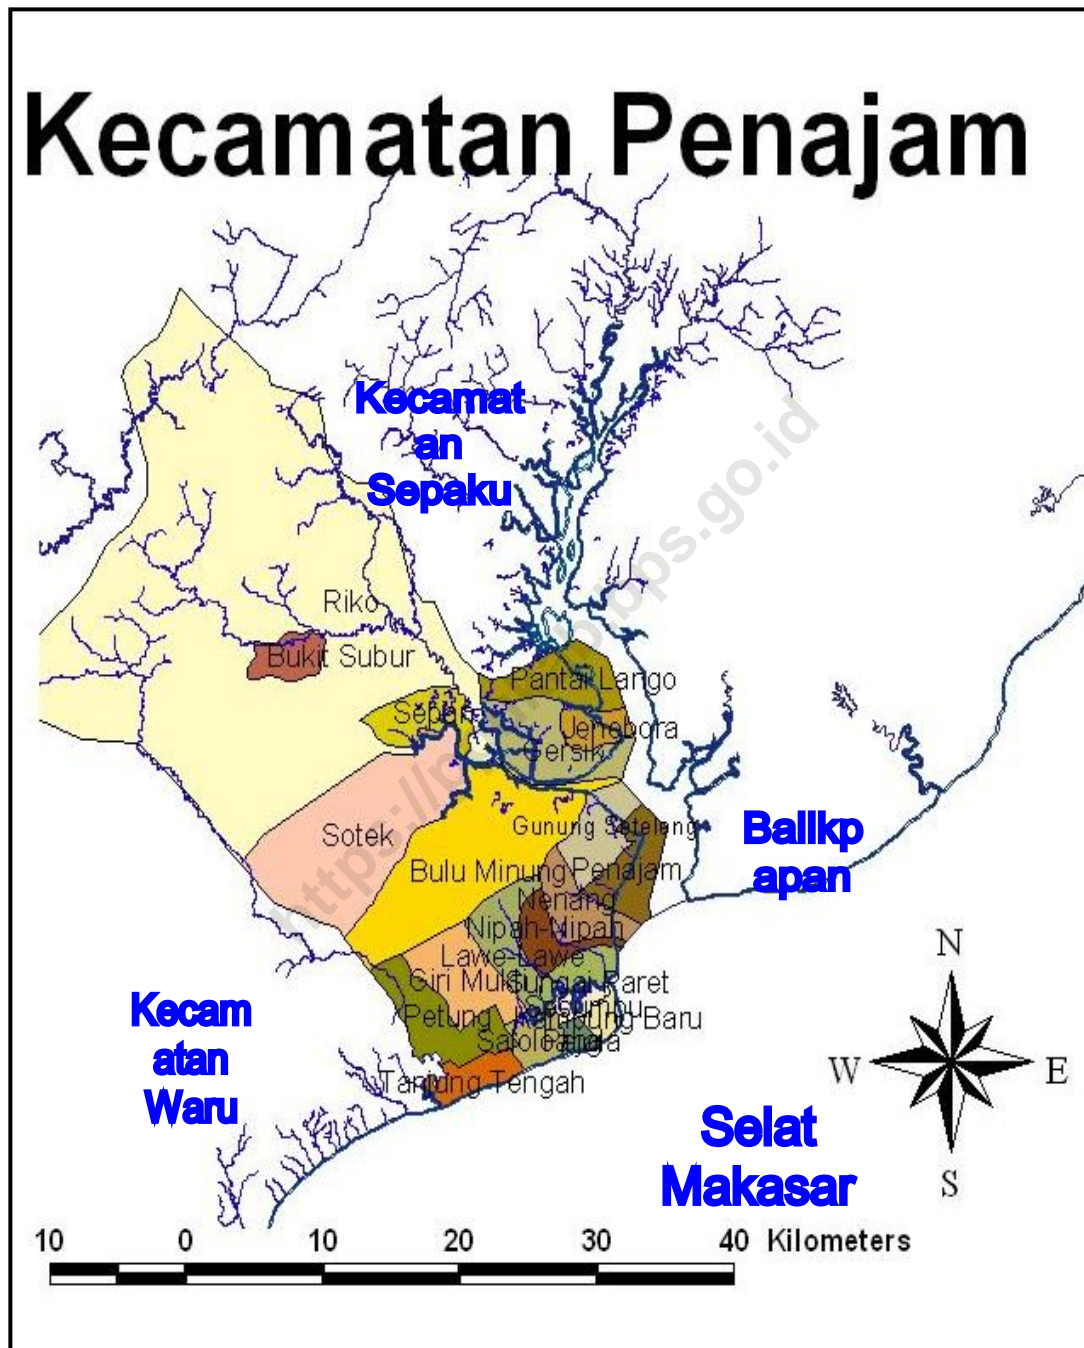 Kecamatan Penajam
Kecamat
an
Sepaku
Riko
Bukit Subur
Pantai Lango
Sepan
Jenebora
Gersik
Sotek
Gunung Seteleng
Balikp
apan
Bulu Minung
Penajam
Nenang
Nipah-Nipah
Lawe-Lawe
Giri Mukti
Sungai Paret
Petung
Kampung Baru
Saloloang
Tanjung Tengah
Kecam
atan
Waru
Selat
Makasar
N
W
E
S
10 0 10 20 30 40 Kilometers